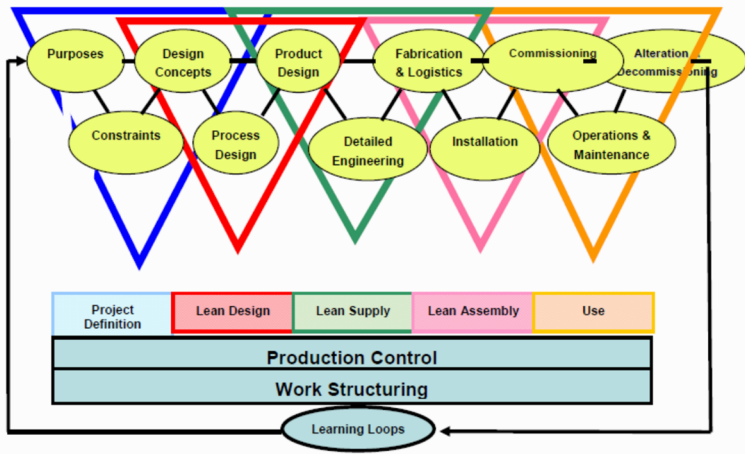 Purposes
Design
Concepts
Product
Design
Fabrication
& Logistics
Commissioning
Alteration
Decommissioning
Constraints
Process
Design
Detailed
Engineering
Installation
Operations &
Maintenance
Project
Definition
Lean Design
Lean Supply
Lean Assembly
Use
Production Control
Work Structuring
Learning Loops